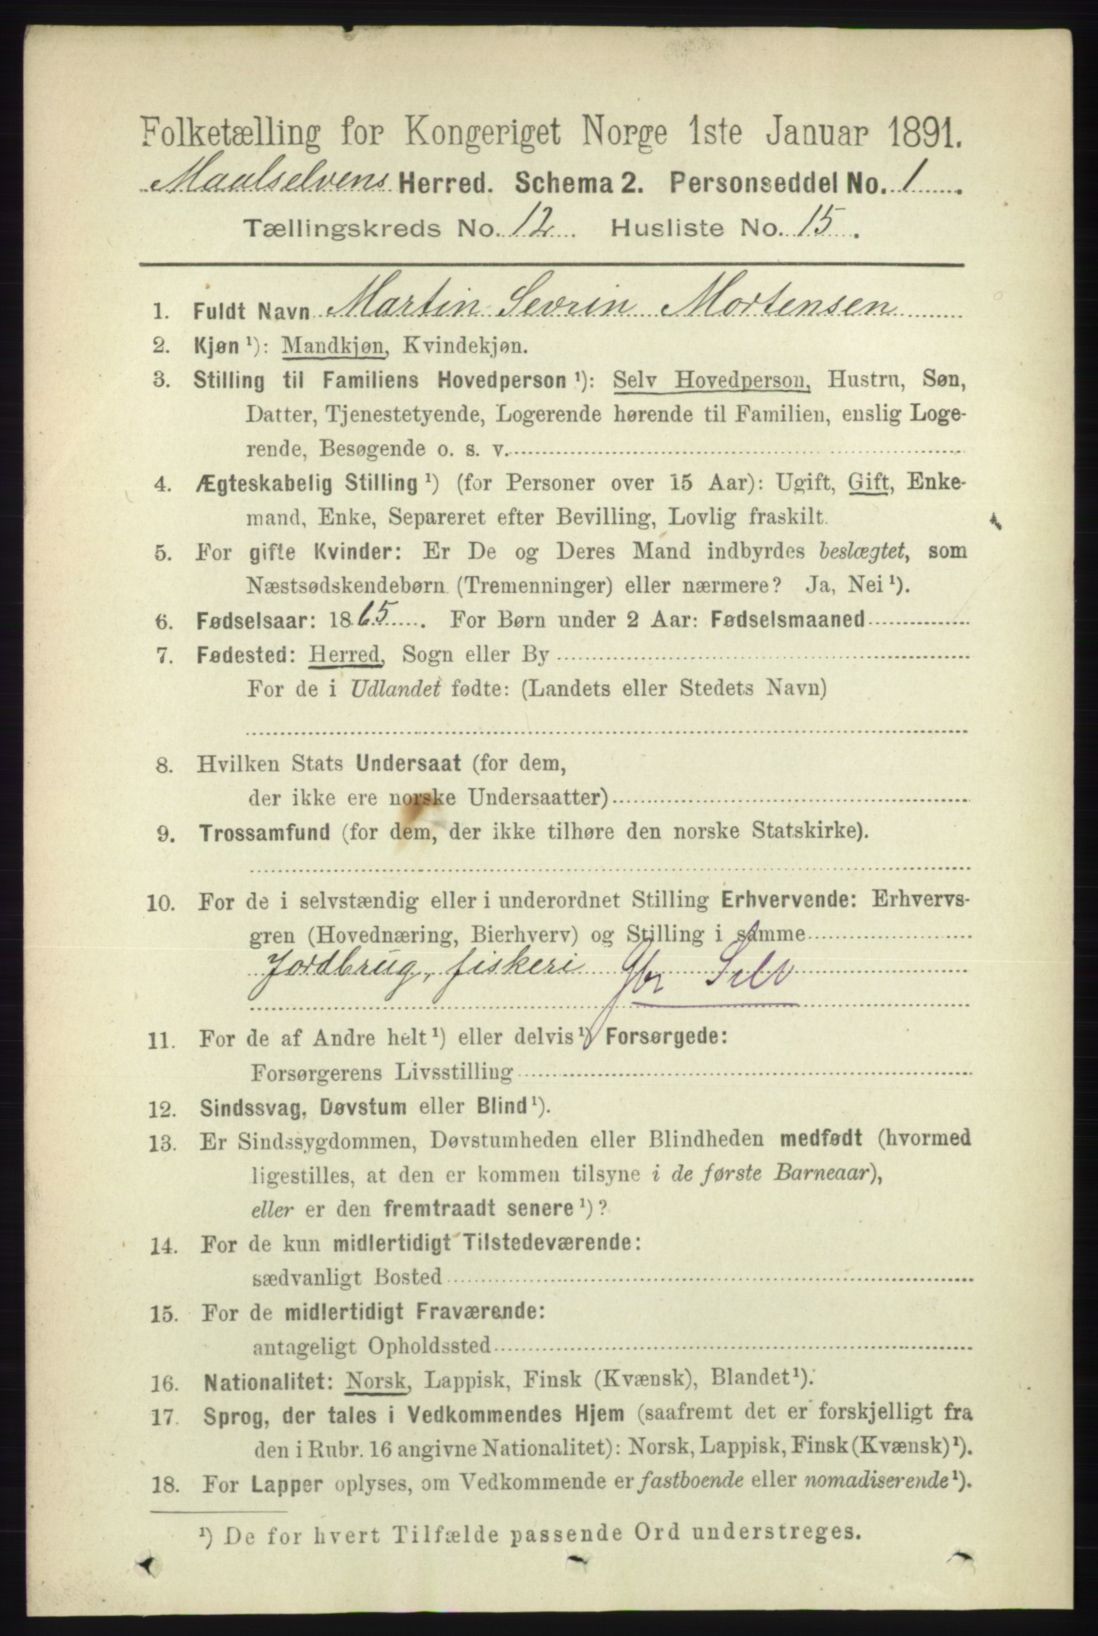 Folketælling for Kongeriget Norge 1ste Januar 1891.
Maalselvens Herred. Schema 2. Personseddel No. 1.
Tællingskreds No. 12. Husliste No. 15.
1. Fuldt Navn Martin Sevrin Mortensen
2. Kjøn ¹): Mandkjøn, Kvindekjøn.
3. Stilling til Familiens Hovedperson ¹): Selv Hovedperson, Hustru, Søn,
Datter, Tjenestetyende, Logerende hørende til Familien, enslig Loge-
rende, Besøgende o. s. v.
4. Ægteskabelig Stilling ¹) (for Personer over 15 Aar): Ugift, Gift, Enke-
mand, Enke, Separeret efter Bevilling, Lovlig fraskilt.
5. For gifte Kvinder: Er De og Deres Mand indbyrdes beslægtet, som
Næstsødskendebørn (Tremenninger) eller nærmere? Ja, Nei ¹).
6. Fødselsaar: 1865. For Børn under 2 Aar: Fødselsmaaned
7. Fødested: Herred, Sogn eller By
For de i Udlandet fødte: (Landets eller Stedets Navn)
8. Hvilken Stats Undersaat (for dem,
der ikke ere norske Undersaatter)
9. Trossamfund (for dem, der ikke tilhøre den norske Statskirke).
10. For de i selvstændig eller i underordnet Stilling Erhvervende: Erhvervs-
gren (Hovednæring, Bierhverv) og Stilling i samme
Jordbrug, fiskeri Gbr Selv
11. For de af Andre helt ¹) eller delvis ¹) Forsørgede:
Forsørgerens Livsstilling
12. Sindssvag, Døvstum eller Blind ¹).
13. Er Sindssygdommen, Døvstumheden eller Blindheden medfødt (hvormed
ligestilles, at den er kommen tilsyne i de første Barneaar),
eller er den fremtraadt senere ¹)?
14. For de kun midlertidigt Tilstedeværende:
sædvanligt Bosted
15. For de midlertidigt Fraværende:
antageligt Opholdssted
16. Nationalitet: Norsk, Lappisk, Finsk (Kvænsk), Blandet ¹).
17. Sprog, der tales i Vedkommendes Hjem (saafremt det er forskjelligt fra
den i Rubr. 16 angivne Nationalitet): Norsk, Lappisk, Finsk (Kvænsk) ¹).
18. For Lapper oplyses, om Vedkommende er fastboende eller nomadiserende ¹).
¹) De for hvert Tilfælde passende Ord understreges.